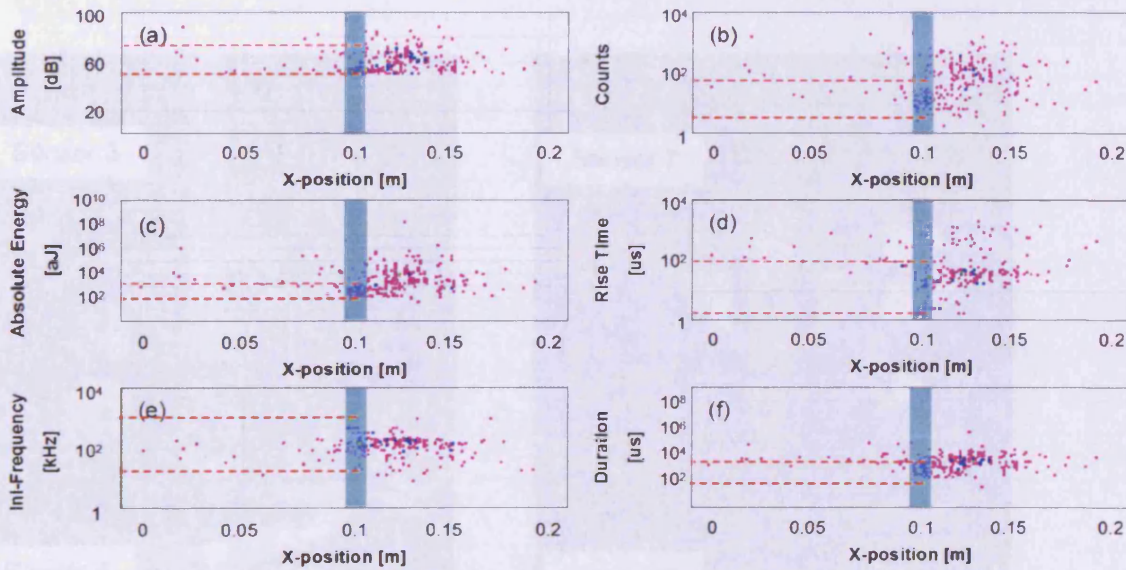 (a)
Amplitude
[dB]
100
60
20
0 0.05 0.1 0.15 0.2
X-position [m]
(b)
Counts
10⁴
10²
1
0 0.05 0.1 0.15 0.2
X-position [m]
(c)
Absolute Energy
[aJ]
10¹⁰
10⁸
10⁶
10⁴
10²
0 0.05 0.1 0.15 0.2
X-position [m]
(d)
Rise Time
[us]
10⁴
10²
1
0 0.05 0.1 0.15 0.2
X-position [m]
(e)
Inl-Frequency
[kHz]
10⁴
10²
1
0 0.05 0.1 0.15 0.2
X-position [m]
(f)
Duration
[us]
10⁸
10⁶
10⁴
10²
0 0.05 0.1 0.15 0.2
X-position [m]